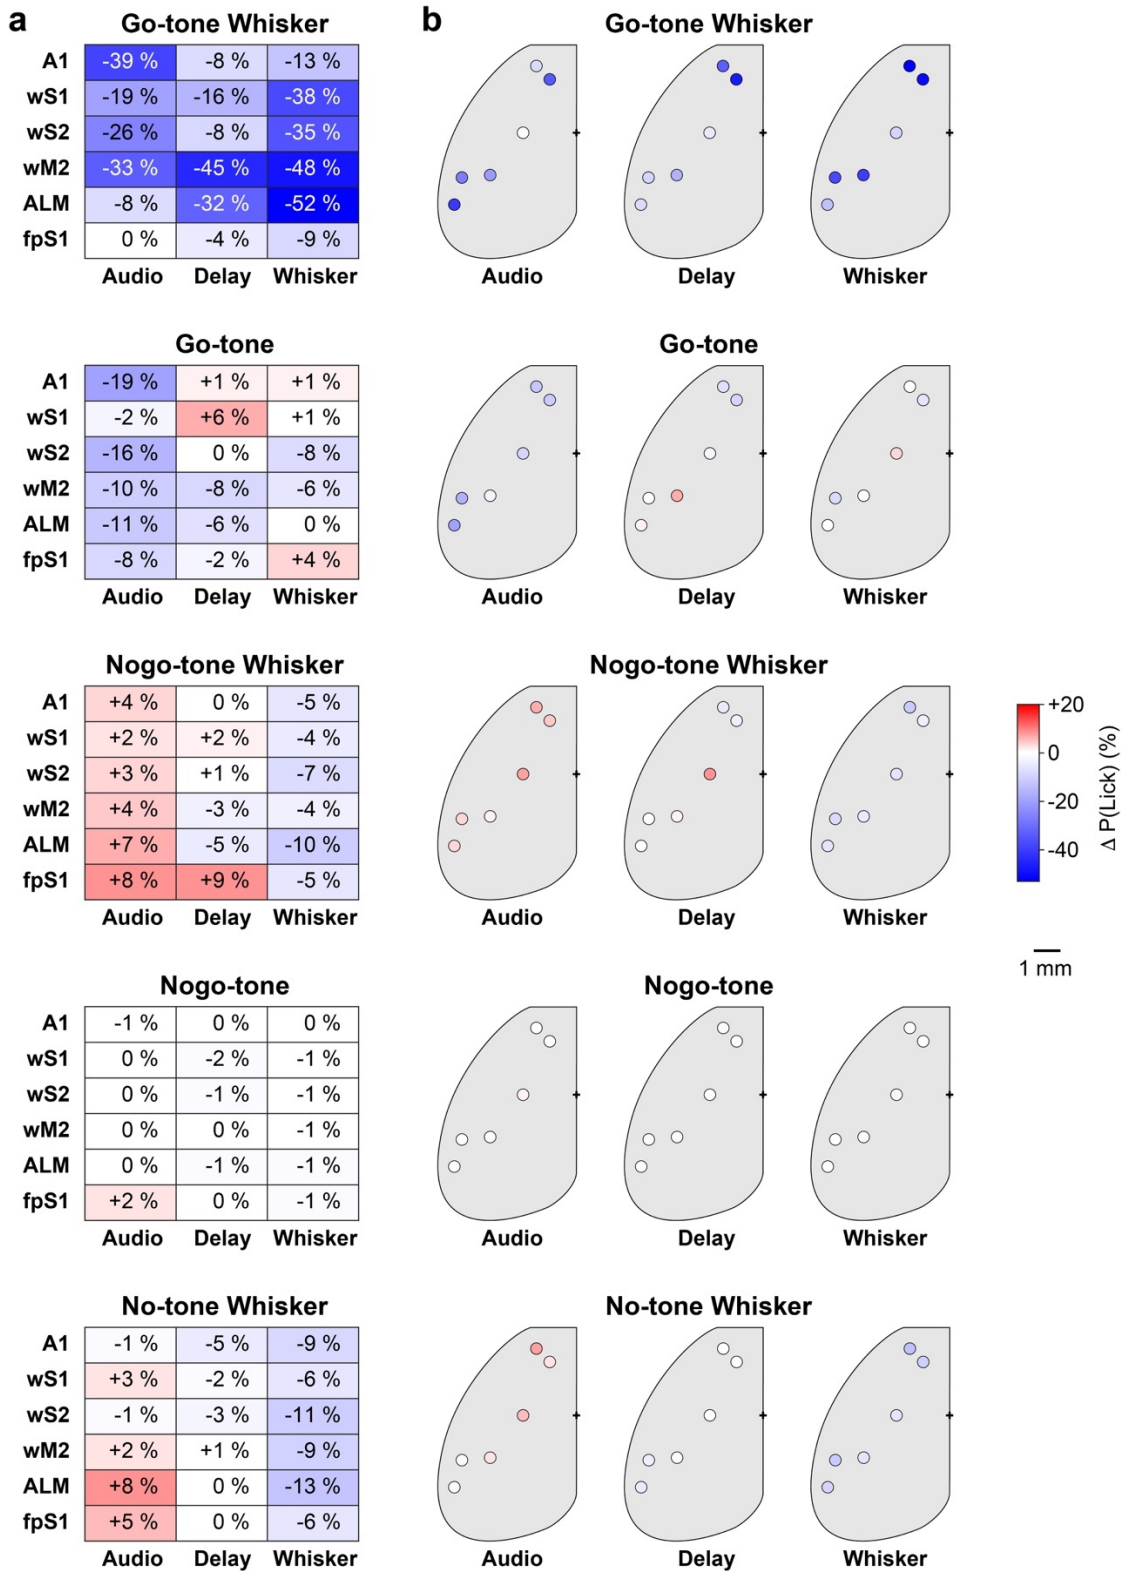 a
b
Go-tone Whisker
Go-tone Whisker
A1 -39 % -8 % -13 %
wS1 -19 % -16 % -38 %
wS2 -26 % -8 % -35 %
wM2 -33 % -45 % -48 %
ALM -8 % -32 % -52 %
fpS1 0 % -4 % -9 %
Audio Delay Whisker
Audio Delay Whisker
Go-tone
Go-tone
A1 -19 % +1 % +1 %
wS1 -2 % +6 % +1 %
wS2 -16 % 0 % -8 %
wM2 -10 % -8 % -6 %
ALM -11 % -6 % 0 %
fpS1 -8 % -2 % +4 %
Audio Delay Whisker
Audio Delay Whisker
Nogo-tone Whisker
Nogo-tone Whisker
A1 +4 % 0 % -5 %
wS1 +2 % +2 % -4 %
wS2 +3 % +1 % -7 %
wM2 +4 % -3 % -4 %
ALM +7 % -5 % -10 %
fpS1 +8 % +9 % -5 %
Audio Delay Whisker
Audio Delay Whisker
+20
0
-20
-40
Δ P(Lick) (%)
1 mm
Nogo-tone
Nogo-tone
A1 -1 % 0 % 0 %
wS1 0 % -2 % -1 %
wS2 0 % -1 % -1 %
wM2 0 % 0 % -1 %
ALM 0 % -1 % -1 %
fpS1 +2 % 0 % -1 %
Audio Delay Whisker
Audio Delay Whisker
No-tone Whisker
No-tone Whisker
A1 -1 % -5 % -9 %
wS1 +3 % -2 % -6 %
wS2 -1 % -3 % -11 %
wM2 +2 % +1 % -9 %
ALM +8 % 0 % -13 %
fpS1 +5 % 0 % -6 %
Audio Delay Whisker
Audio Delay Whisker